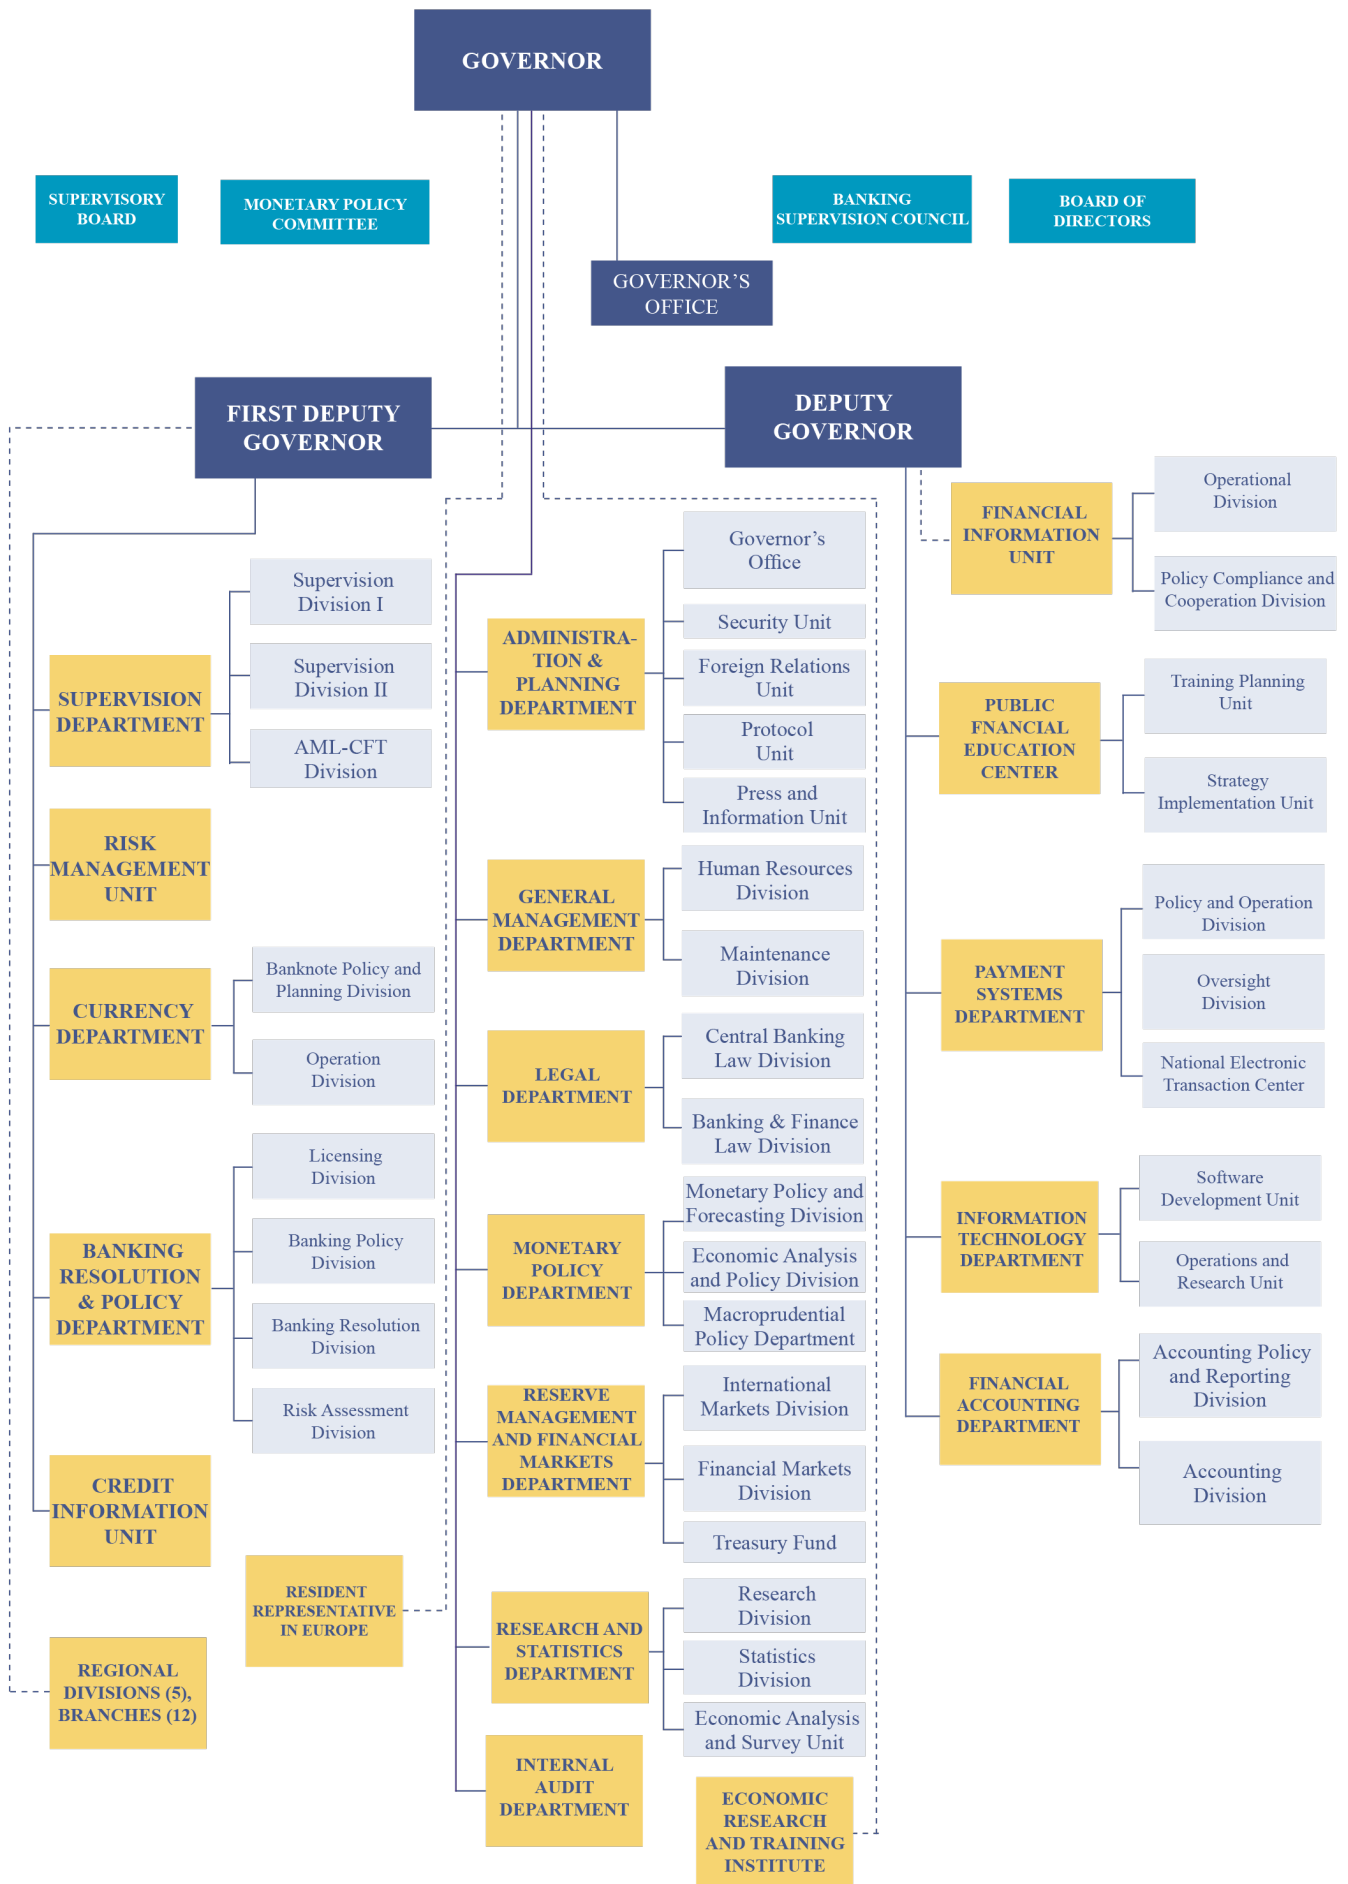 GOVERNOR
SUPERVISORY
BOARD
MONETARY POLICY
COMMITTEE
BANKING
SUPERVISION COUNCIL
BOARD OF
DIRECTORS
GOVERNOR'S
OFFICE
FIRST DEPUTY
GOVERNOR
DEPUTY
GOVERNOR
SUPERVISION
DEPARTMENT
Supervision
Division I
Supervision
Division II
AML-CFT
Division
RISK
MANAGEMENT
UNIT
CURRENCY
DEPARTMENT
Banknote Policy and
Planning Division
Operation
Division
BANKING
RESOLUTION
& POLICY
DEPARTMENT
Licensing
Division
Banking Policy
Division
Banking Resolution
Division
Risk Assessment
Division
CREDIT
INFORMATION
UNIT
REGIONAL
DIVISIONS (5),
BRANCHES (12)
RESIDENT
REPRESENTATIVE
IN EUROPE
ADMINISTRA-
TION &
PLANNING
DEPARTMENT
Governor's
Office
Security Unit
Foreign Relations
Unit
Protocol
Unit
Press and
Information Unit
GENERAL
MANAGEMENT
DEPARTMENT
Human Resources
Division
Maintenance
Division
LEGAL
DEPARTMENT
Central Banking
Law Division
Banking & Finance
Law Division
MONETARY
POLICY
DEPARTMENT
Monetary Policy and
Forecasting Division
Economic Analysis
and Policy Division
Macroprudential
Policy Department
RESERVE
MANAGEMENT
AND FINANCIAL
MARKETS
DEPARTMENT
International
Markets Division
Financial Markets
Division
Treasury Fund
RESEARCH AND
STATISTICS
DEPARTMENT
Research
Division
Statistics
Division
Economic Analysis
and Survey Unit
INTERNAL
AUDIT
DEPARTMENT
ECONOMIC
RESEARCH
AND TRAINING
INSTITUTE
FINANCIAL
INFORMATION
UNIT
Operational
Division
Policy Compliance and
Cooperation Division
PUBLIC
FNANCIAL
EDUCATION
CENTER
Training Planning
Unit
Strategy
Implementation Unit
PAYMENT
SYSTEMS
DEPARTMENT
Policy and Operation
Division
Oversight
Division
National Electronic
Transaction Center
INFORMATION
TECHNOLOGY
DEPARTMENT
Software
Development Unit
Operations and
Research Unit
FINANCIAL
ACCOUNTING
DEPARTMENT
Accounting Policy
and Reporting
Division
Accounting
Division